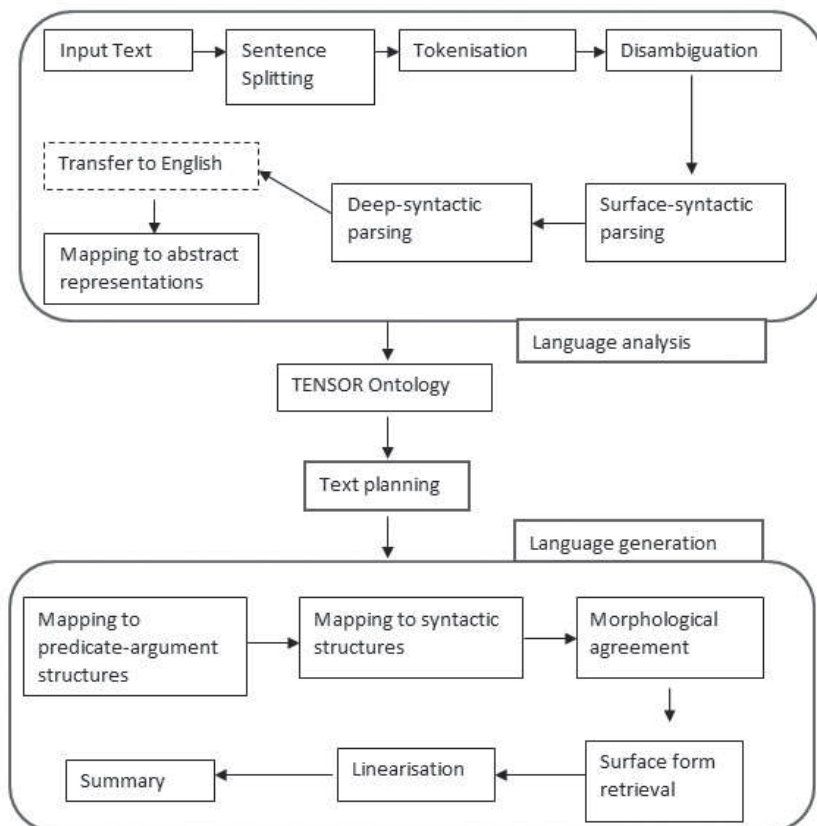 Input Text
Sentence
Splitting
Tokenisation
Disambiguation
Transfer to English
Deep-syntactic
parsing
Surface-syntactic
parsing
Mapping to abstract
representations
Language analysis
TENSOR Ontology
Text planning
Language generation
Mapping to
predicate-argument
structures
Mapping to syntactic
structures
Morphological
agreement
Summary
Linearisation
Surface form
retrieval